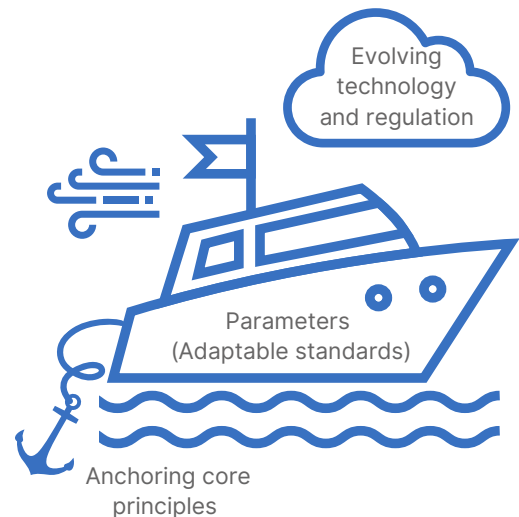 Evolving
technology
and regulation
Parameters
(Adaptable standards)
Anchoring core
principles